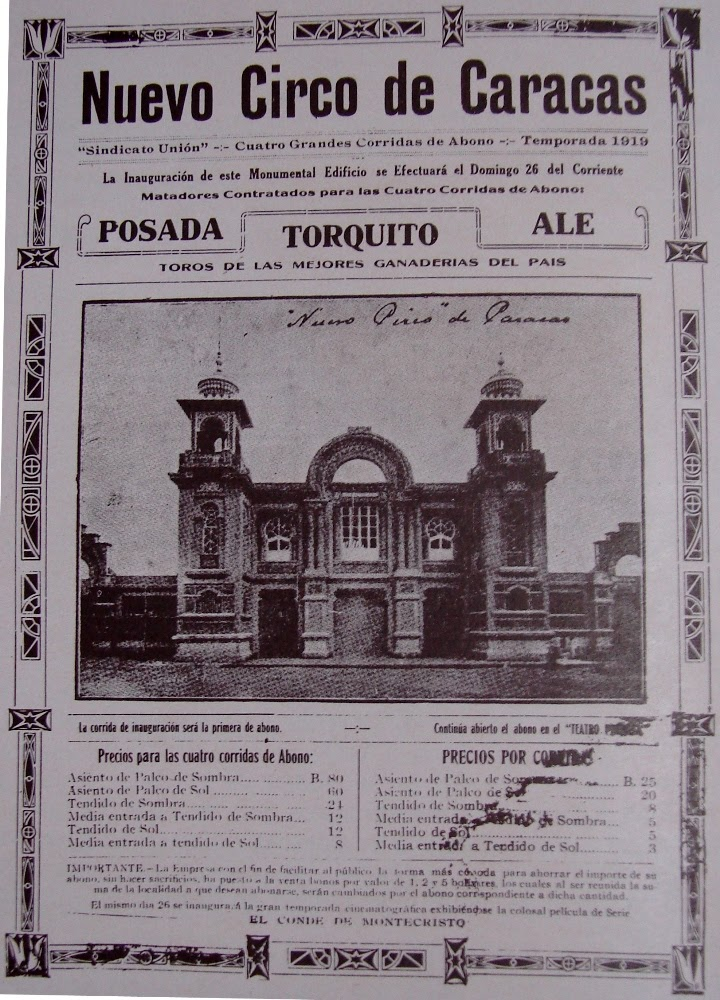 Nuevo Circo de Caracas
"Sindicato Unión" -:- Cuatro Grandes Corridas de Abono -:- Temporada 1919
La Inauguración de este Monumental Edificio se Efectuará el Domingo 26 del Corriente
Matadores Contratados para las Cuatro Corridas de Abono:
POSADA TORQUITO ALE
TOROS DE LAS MEJORES GANADERIAS DEL PAIS
"Nuevo Circo" de Caracas
La corrida de inauguración será la primera de abono. —:— Continúa abierto el abono en el "TEATRO
Precios para las cuatro corridas de Abono:
Asiento de Palco de Sombra..... B. 80
Asiento de Palco de Sol..... 60
Tendido de Sombra..... 24
Media entrada a Tendido de Sombra... 12
Tendido de Sol..... 12
Media entrada a tendido de Sol..... 8
PRECIOS POR
Asiento de Palco de B. 25
Asiento de Palco de Sol..... 20
Tendido de Sombra..... 8
Media entrada de Sombra... 5
Tendido de Sol..... 5
Media entrada a Tendido de Sol..... 3
IMPORTANTE.—La Empresa con el fin de facilitar al público la forma más cómoda para ahorrar el importe de su
abono, sin hacer sacrificios, ha puesto a la venta bonos por valor de 1, 2 y 5 bolívares, los cuales al ser reunida la su-
ma de la localidad a que desean abonarse, serán cambiados por el abono correspondiente a dicha cantidad.
El mismo día 26 se inaugurá la gran temporada cinematográfica exhibiéndose la colosal película de Serie
EL CONDE DE MONTECRISTO